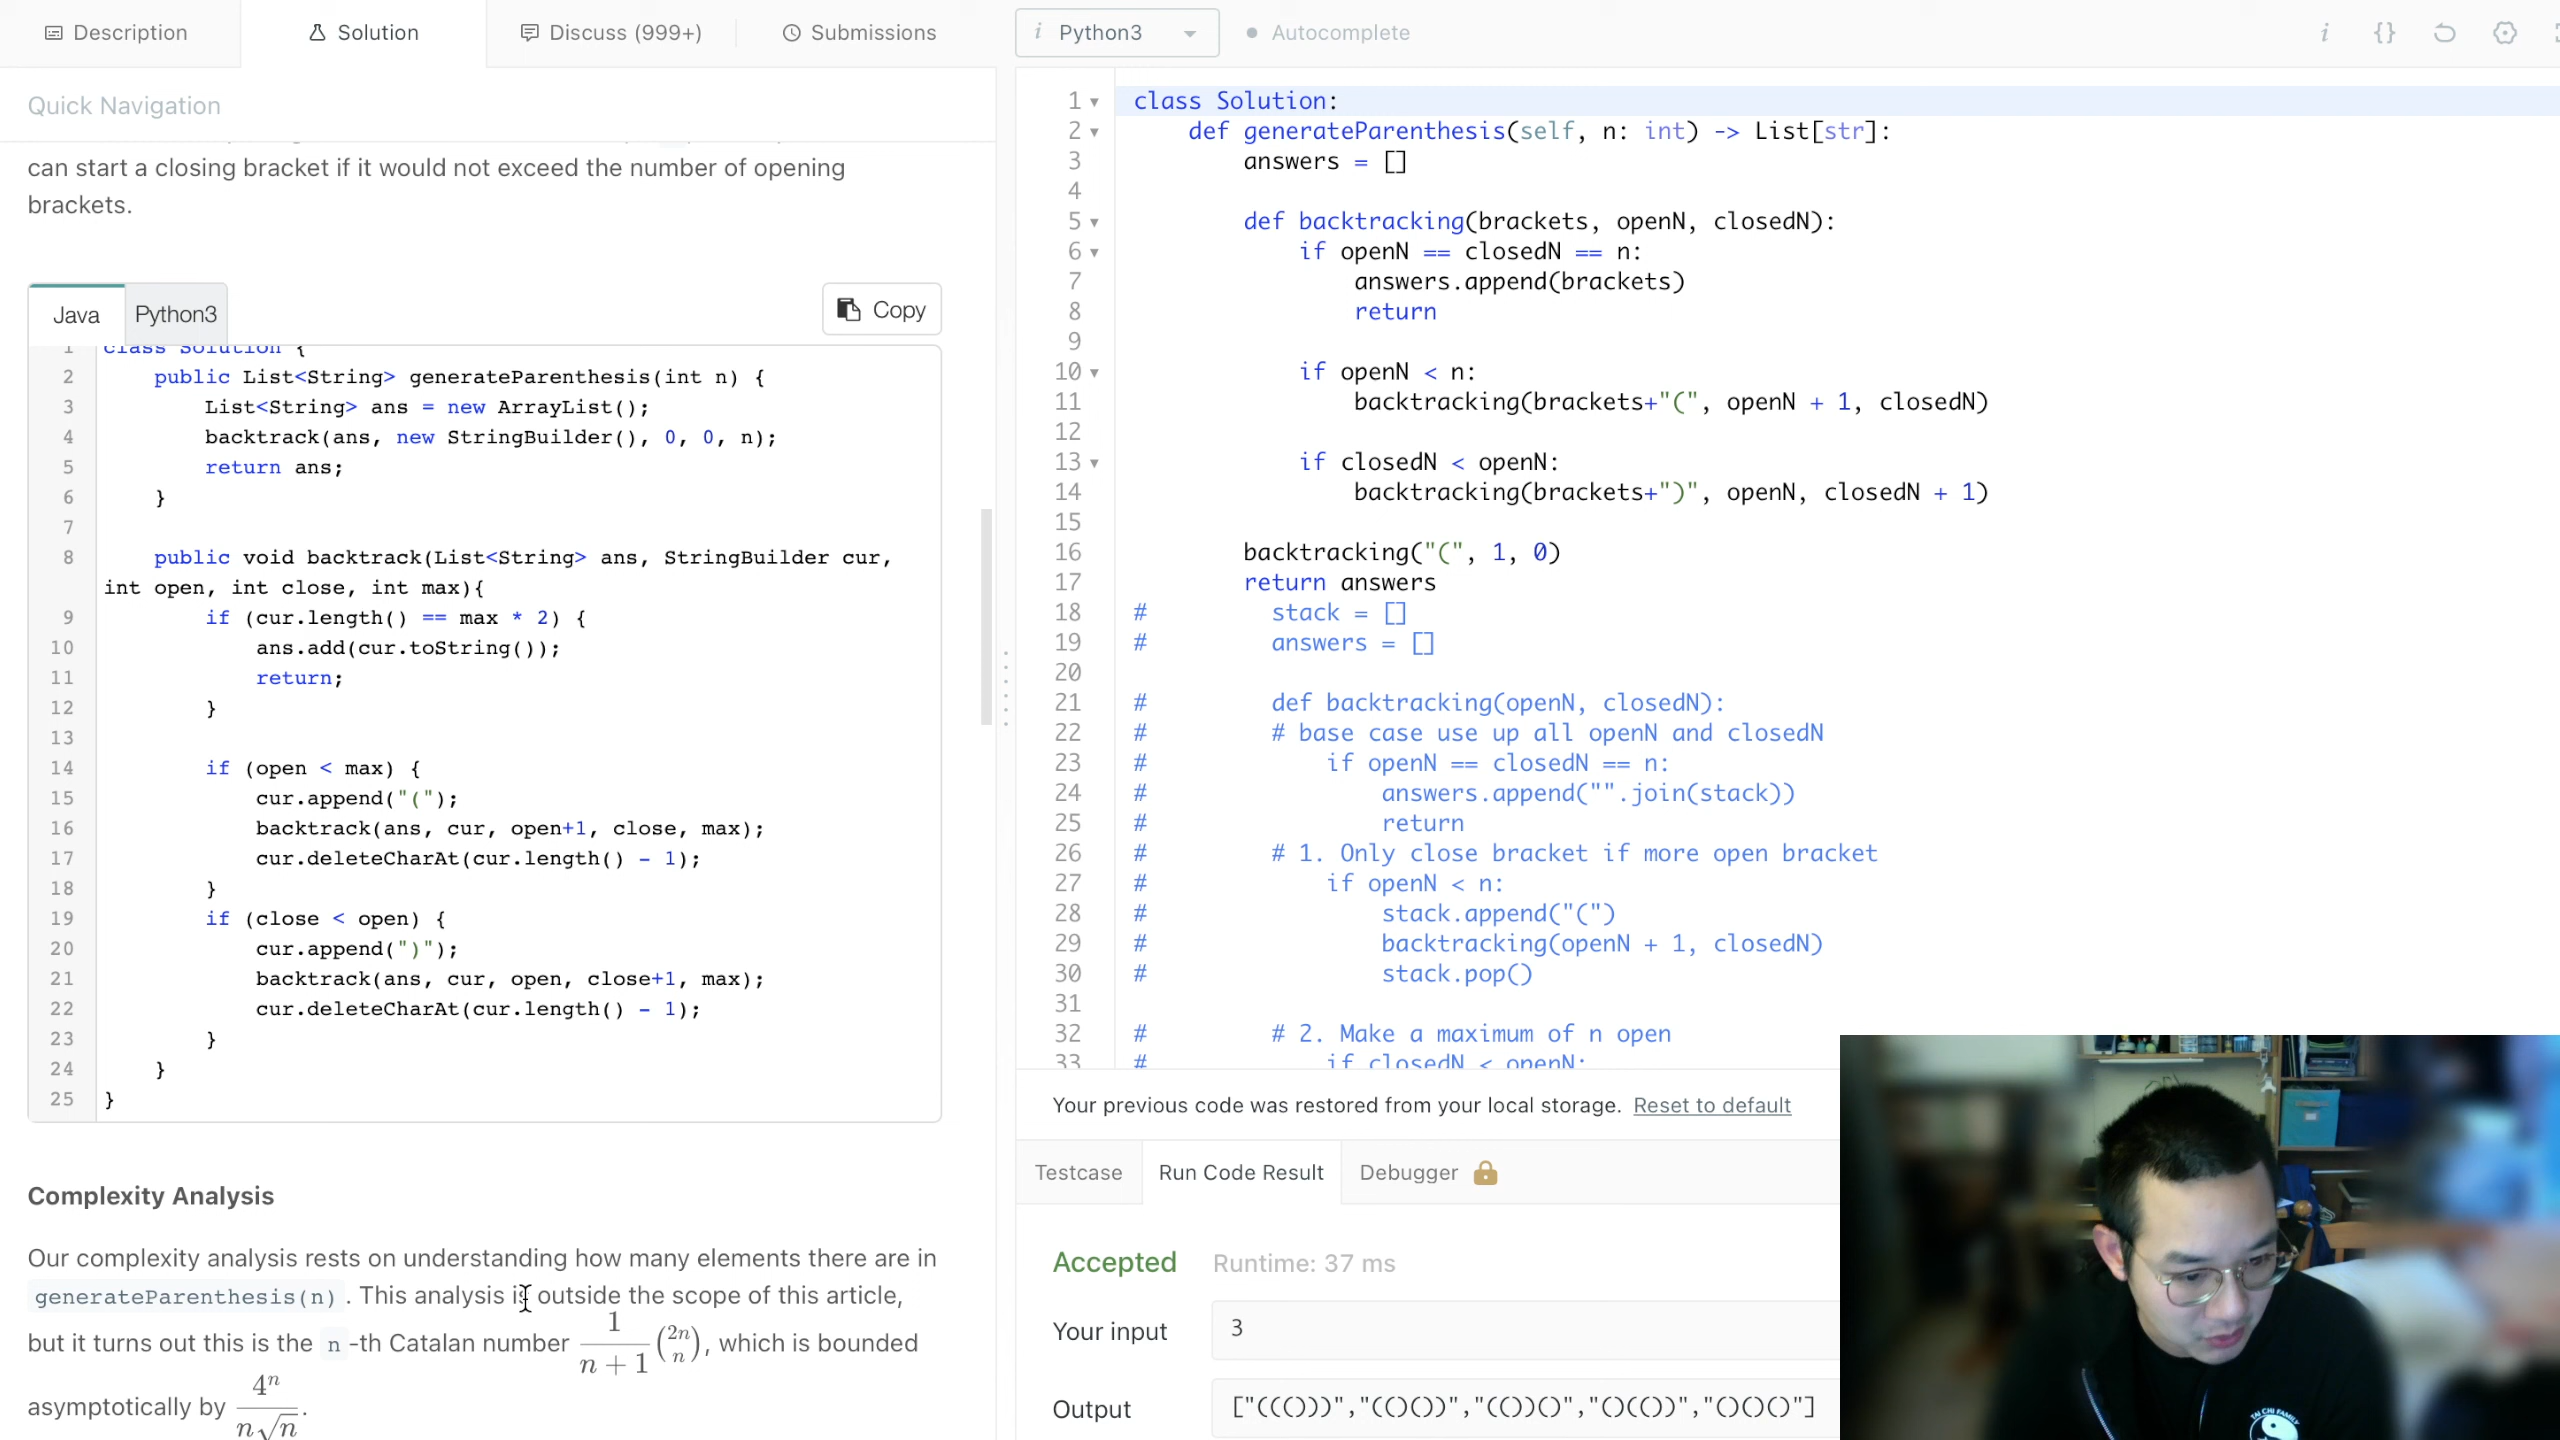 Description
Solution
Discuss (999+)
Submissions
i Python3
Autocomplete
i {}
Quick Navigation
can start a closing bracket if it would not exceed the number of opening
brackets.
Java
Python3
Copy
1 class Solution {
2 public List<String> generateParenthesis(int n) {
3 List<String> ans = new ArrayList();
4 backtrack(ans, new StringBuilder(), 0, 0, n);
5 return ans;
6 }
7
8 public void backtrack(List<String> ans, StringBuilder cur,
int open, int close, int max){
9 if (cur.length() == max * 2) {
10 ans.add(cur.toString());
11 return;
12 }
13
14 if (open < max) {
15 cur.append("(");
16 backtrack(ans, cur, open+1, close, max);
17 cur.deleteCharAt(cur.length() - 1);
18 }
19 if (close < open) {
20 cur.append(")");
21 backtrack(ans, cur, open, close+1, max);
22 cur.deleteCharAt(cur.length() - 1);
23 }
24 }
25 }
Complexity Analysis
Our complexity analysis rests on understanding how many elements there are in
generateParenthesis(n) . This analysis is outside the scope of this article,
but it turns out this is the n -th Catalan number 1/(n + 1) (2n n), which is bounded
asymptotically by 4^n/(n√n).
1 class Solution:
2 def generateParenthesis(self, n: int) -> List[str]:
3 answers = []
4
5 def backtracking(brackets, openN, closedN):
6 if openN == closedN == n:
7 answers.append(brackets)
8 return
9
10 if openN < n:
11 backtracking(brackets+"(", openN + 1, closedN)
12
13 if closedN < openN:
14 backtracking(brackets+")", openN, closedN + 1)
15
16 backtracking("(", 1, 0)
17 return answers
18 # stack = []
19 # answers = []
20
21 # def backtracking(openN, closedN):
22 # # base case use up all openN and closedN
23 # if openN == closedN == n:
24 # answers.append("".join(stack))
25 # return
26 # # 1. Only close bracket if more open bracket
27 # if openN < n:
28 # stack.append("(")
29 # backtracking(openN + 1, closedN)
30 # stack.pop()
31
32 # # 2. Make a maximum of n open
33 # if closedN < openN:
Your previous code was restored from your local storage. Reset to default
Testcase
Run Code Result
Debugger
Accepted
Runtime: 37 ms
Your input
3
Output
["((()))","(()())","(())()","()(())","()()()"]
TAI CHI FAMILY